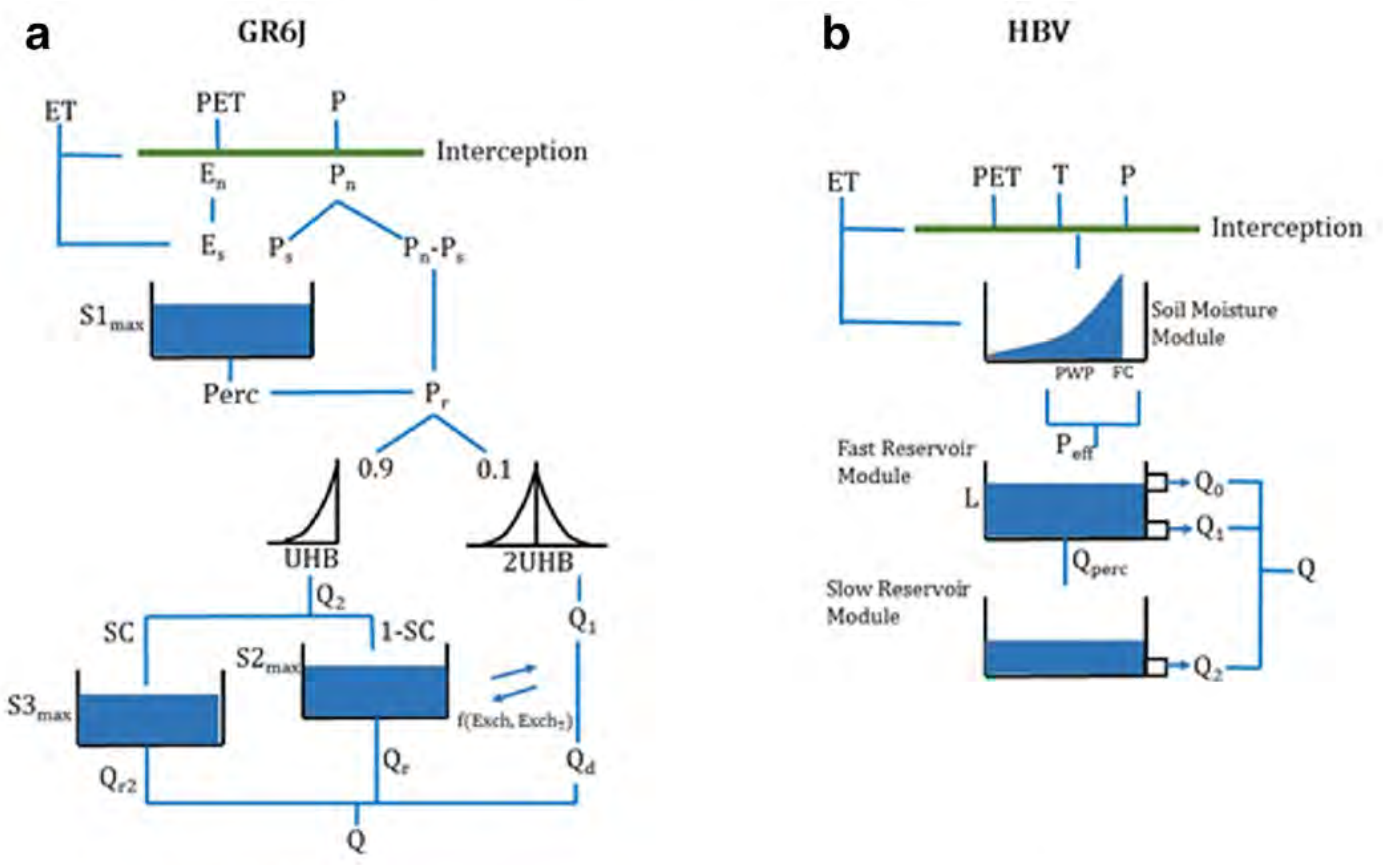 a
GR6J
ET
PET
P
Interception
En
Pn
Es
Ps
Pn-Ps
S1max
Perc
Pr
0.9
0.1
UHB
2UHB
Q2
Q1
SC
1-SC
S2max
S3max
f(Exch, Exch2)
Qr2
Qr
Qd
Q
b
HBV
ET
PET
T
P
Interception
Soil Moisture
Module
PWP
FC
Peff
Fast Reservoir
Module
L
Q0
Q1
Qperc
Q
Slow Reservoir
Module
Q2